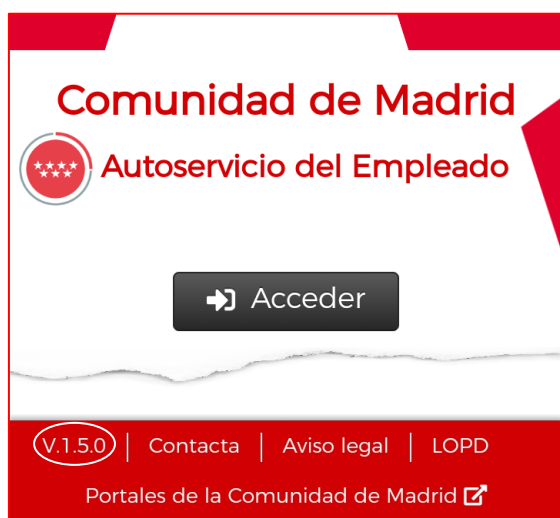 Comunidad de Madrid
Autoservicio del Empleado
Acceder
V.1.5.0 | Contacta | Aviso legal | LOPD
Portales de la Comunidad de Madrid